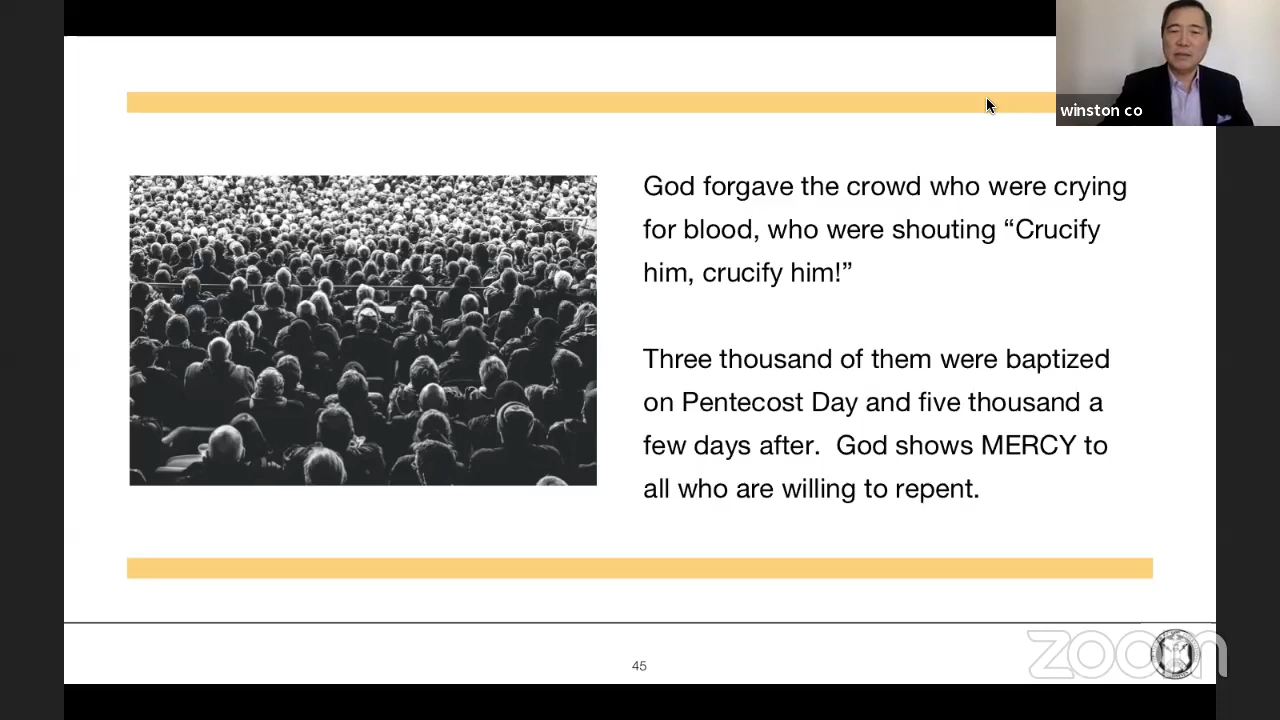 winston co
God forgave the crowd who were crying
for blood, who were shouting “Crucify
him, crucify him!”
Three thousand of them were baptized
on Pentecost Day and five thousand a
few days after.  God shows MERCY to
all who are willing to repent.
zoom
45